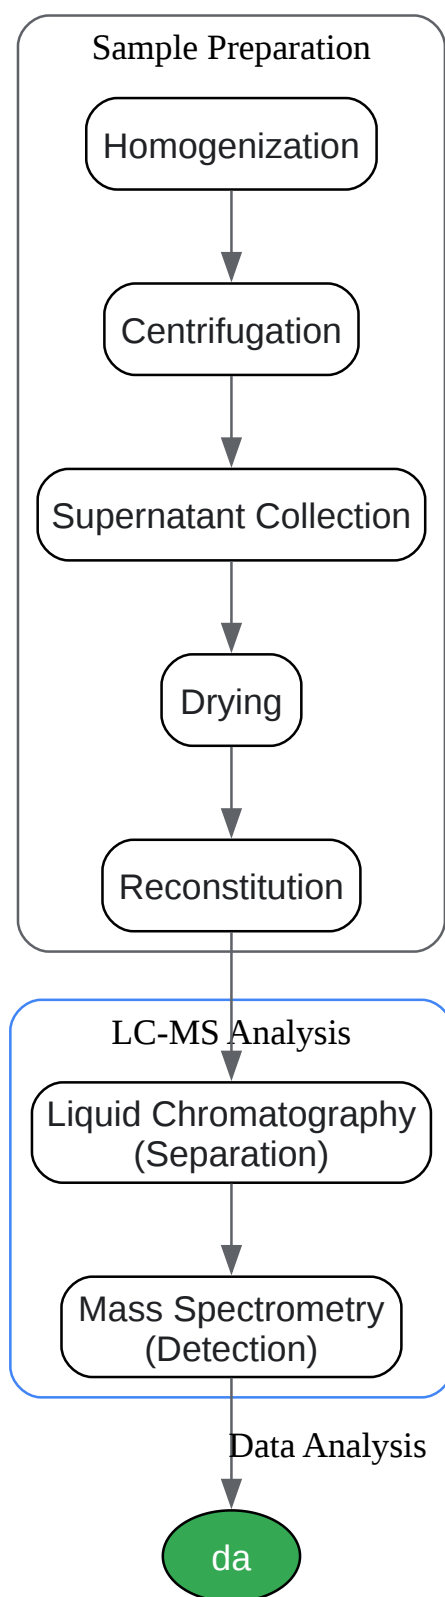 Sample Preparation
Homogenization
Centrifugation
Supernatant Collection
Drying
Reconstitution
LC-MS Analysis
Liquid Chromatography
(Separation)
Mass Spectrometry
(Detection)
Data Analysis
da